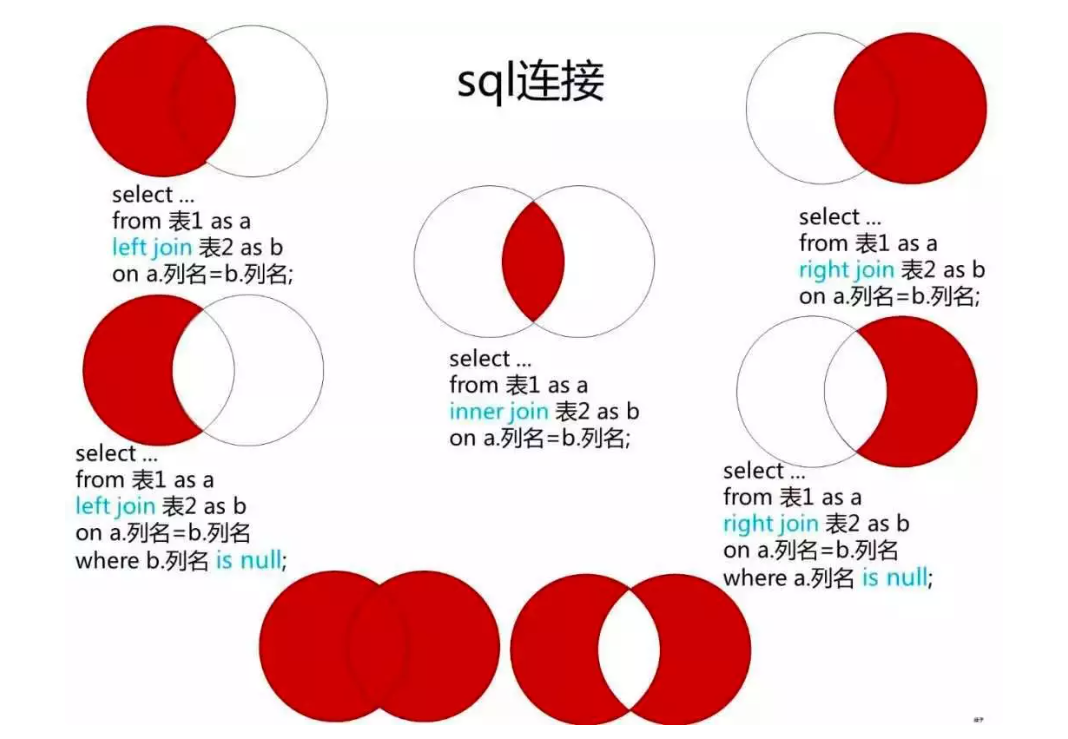 sql连接
select ...
from 表1 as a
left join 表2 as b
on a.列名=b.列名;
select ...
from 表1 as a
right join 表2 as b
on a.列名=b.列名;
select ...
from 表1 as a
inner join 表2 as b
on a.列名=b.列名;
select ...
from 表1 as a
left join 表2 as b
on a.列名=b.列名
where b.列名 is null;
select ...
from 表1 as a
right join 表2 as b
on a.列名=b.列名
where a.列名 is null;